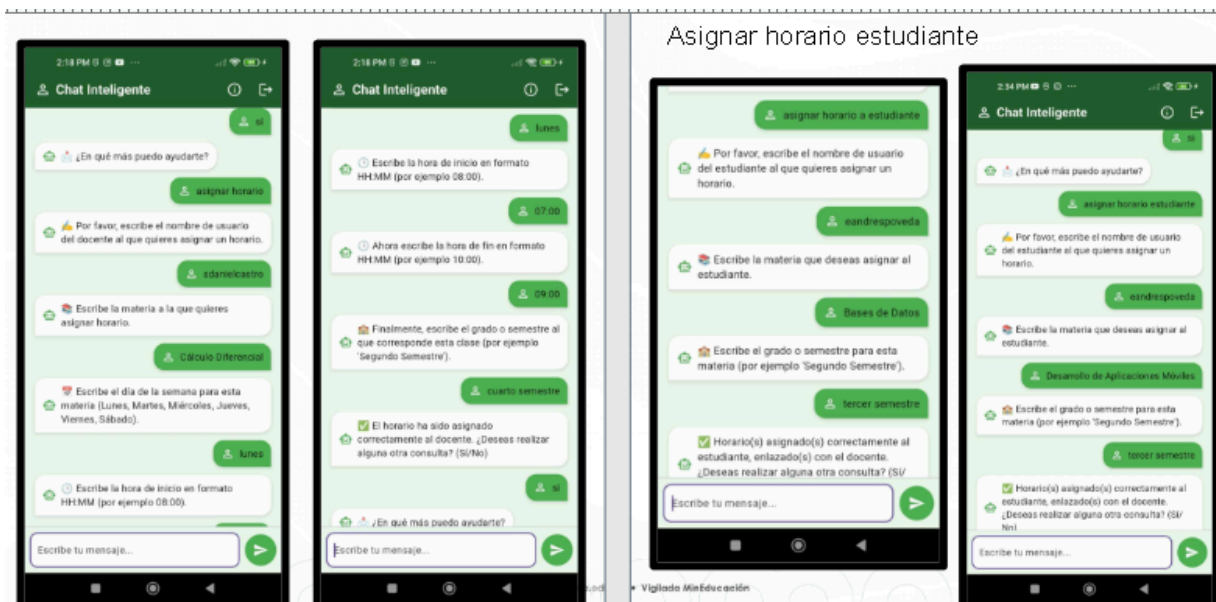 2:18 PM
Chat Inteligente
si
¿En qué más puedo ayudarte?
asignar horario
Por favor, escribe el nombre de usuario
del docente al que quieres asignar un horario.
sdanielcastro
Escribe la materia a la que quieres
asignar horario.
Cálculo Diferencial
Escribe el día de la semana para esta
materia (Lunes, Martes, Miércoles, Jueves,
Viernes, Sábado).
lunes
Escribe la hora de inicio en formato
HH:MM (por ejemplo 08:00).
Escribe tu mensaje...
2:18 PM
Chat Inteligente
lunes
Escribe la hora de inicio en formato
HH:MM (por ejemplo 08:00).
07:00
Ahora escribe la hora de fin en formato
HH:MM (por ejemplo 10:00).
09:00
Finalmente, escribe el grado o semestre al
que corresponde esta clase (por ejemplo
'Segundo Semestre').
cuarto semestre
El horario ha sido asignado
correctamente al docente. ¿Deseas realizar
alguna otra consulta? (Sí/No)
si
¿En qué más puedo ayudarte?
Escribe tu mensaje...
Asignar horario estudiante
asignar horario a estudiante
Por favor, escribe el nombre de usuario
del estudiante al que quieres asignar un
horario.
eandrespoveda
Escribe la materia que deseas asignar al
estudiante.
Bases de Datos
Escribe el grado o semestre para esta
materia (por ejemplo 'Segundo Semestre').
tercer semestre
Horario(s) asignado(s) correctamente al
estudiante, enlazado(s) con el docente.
¿Deseas realizar alguna otra consulta? (Sí/
Escribe tu mensaje...
2:34 PM
Chat Inteligente
si
¿En qué más puedo ayudarte?
asignar horario estudiante
Por favor, escribe el nombre de usuario
del estudiante al que quieres asignar un
horario.
eandrespoveda
Escribe la materia que deseas asignar al
estudiante.
Desarrollo de Aplicaciones Móviles
Escribe el grado o semestre para esta
materia (por ejemplo 'Segundo Semestre').
tercer semestre
Horario(s) asignado(s) correctamente al
estudiante, enlazado(s) con el docente.
¿Deseas realizar alguna otra consulta? (Sí/
No)
Escribe tu mensaje...
Vigilada MinEducación